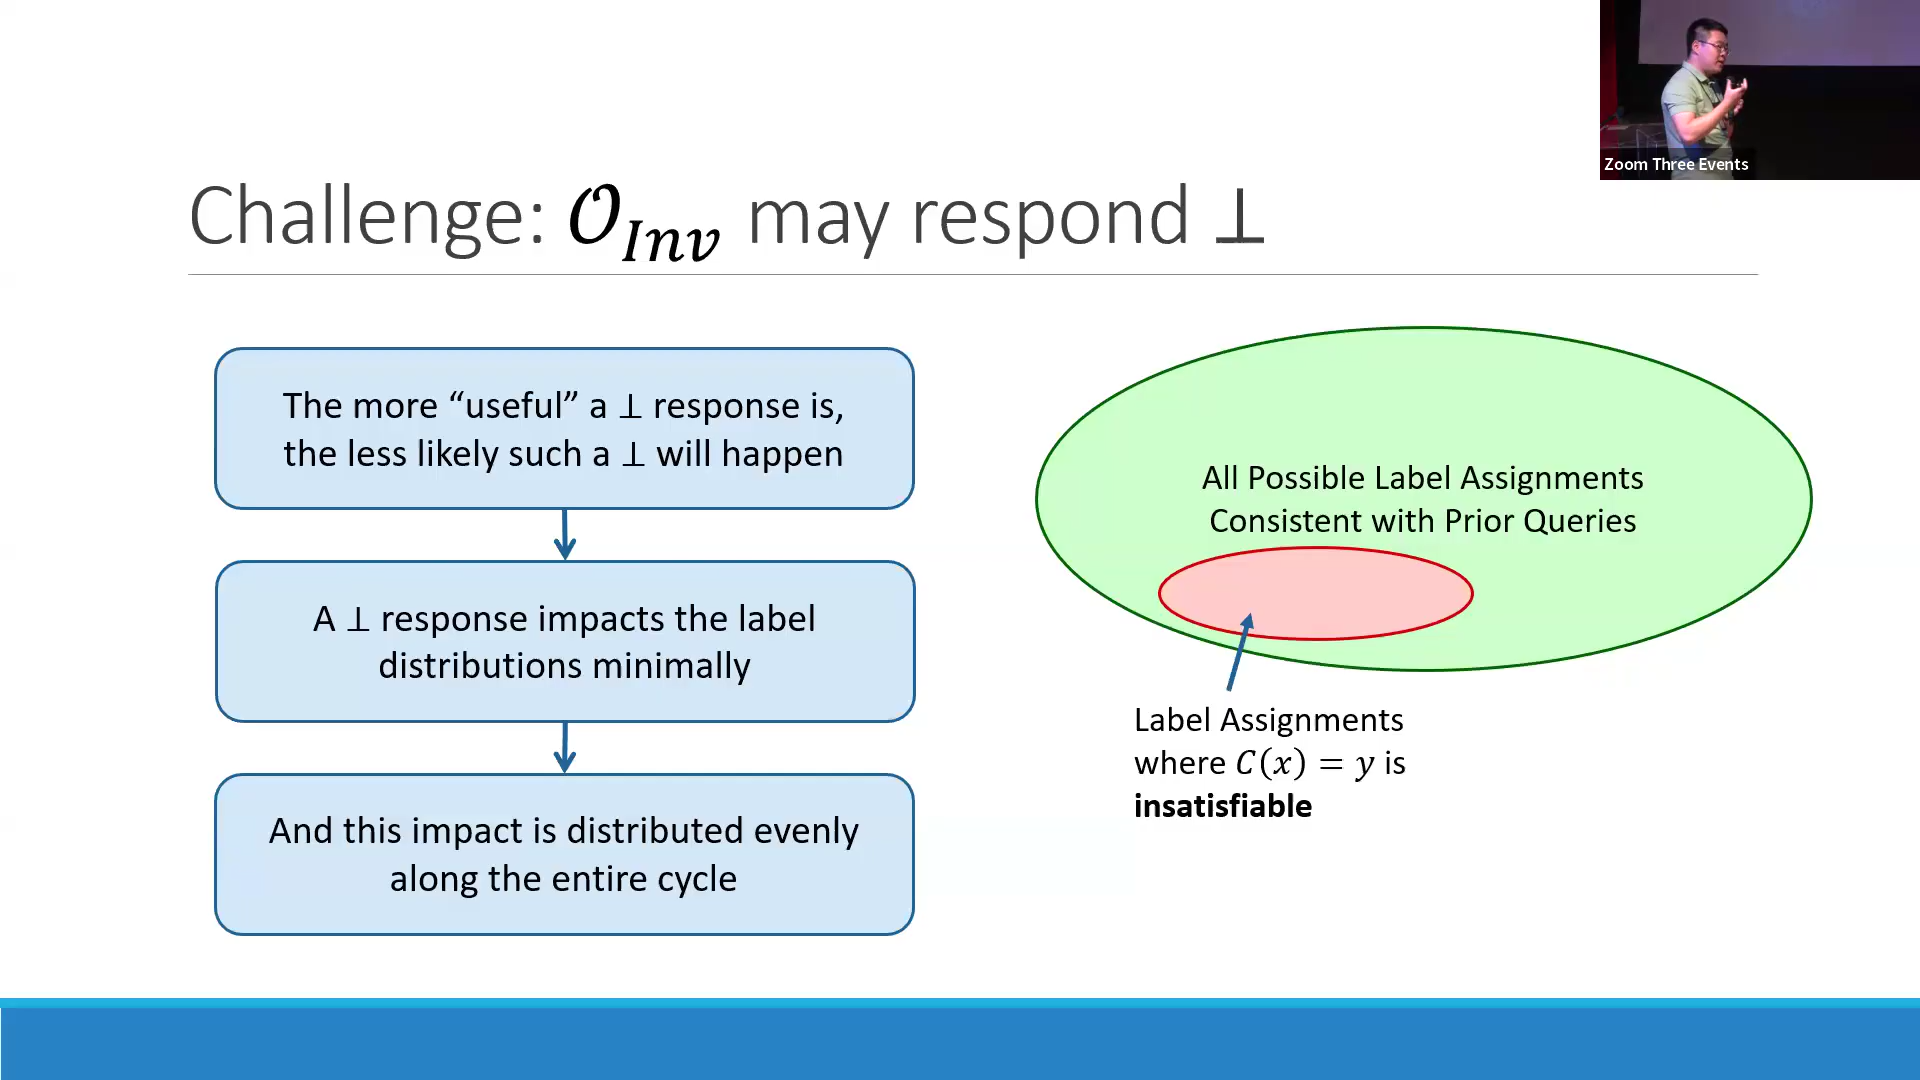 Zoom Three Events
Challenge: 𝒪_Inv may respond ⊥
The more “useful” a ⊥ response is,
the less likely such a ⊥ will happen
A ⊥ response impacts the label
distributions minimally
And this impact is distributed evenly
along the entire cycle
All Possible Label Assignments
Consistent with Prior Queries
Label Assignments
where C(x) = y is
insatisfiable